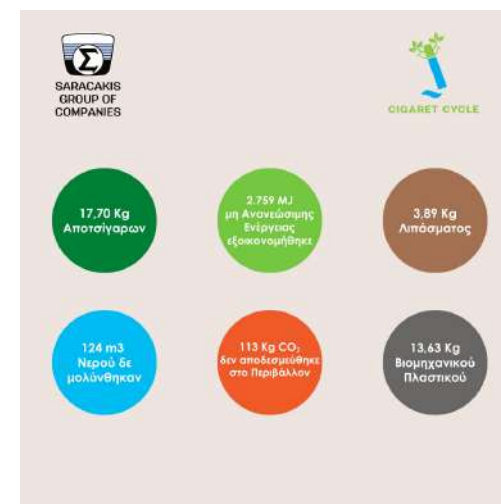 Σ
SARACAKIS
GROUP OF
COMPANIES
CIGARET CYCLE
17,70 Kg
Αποτσίγαρων
2.759 MJ
μη Ανανεώσιμης
Ενέργειας
εξοικονομήθηκε
3,89 Kg
Λιπάσματος
124 m3
Νερού δε
μολύνθηκαν
113 Kg CO₂
δεν αποδεσμεύθηκε
στο Περιβάλλον
13,63 Kg
Βιομηχανικού
Πλαστικού